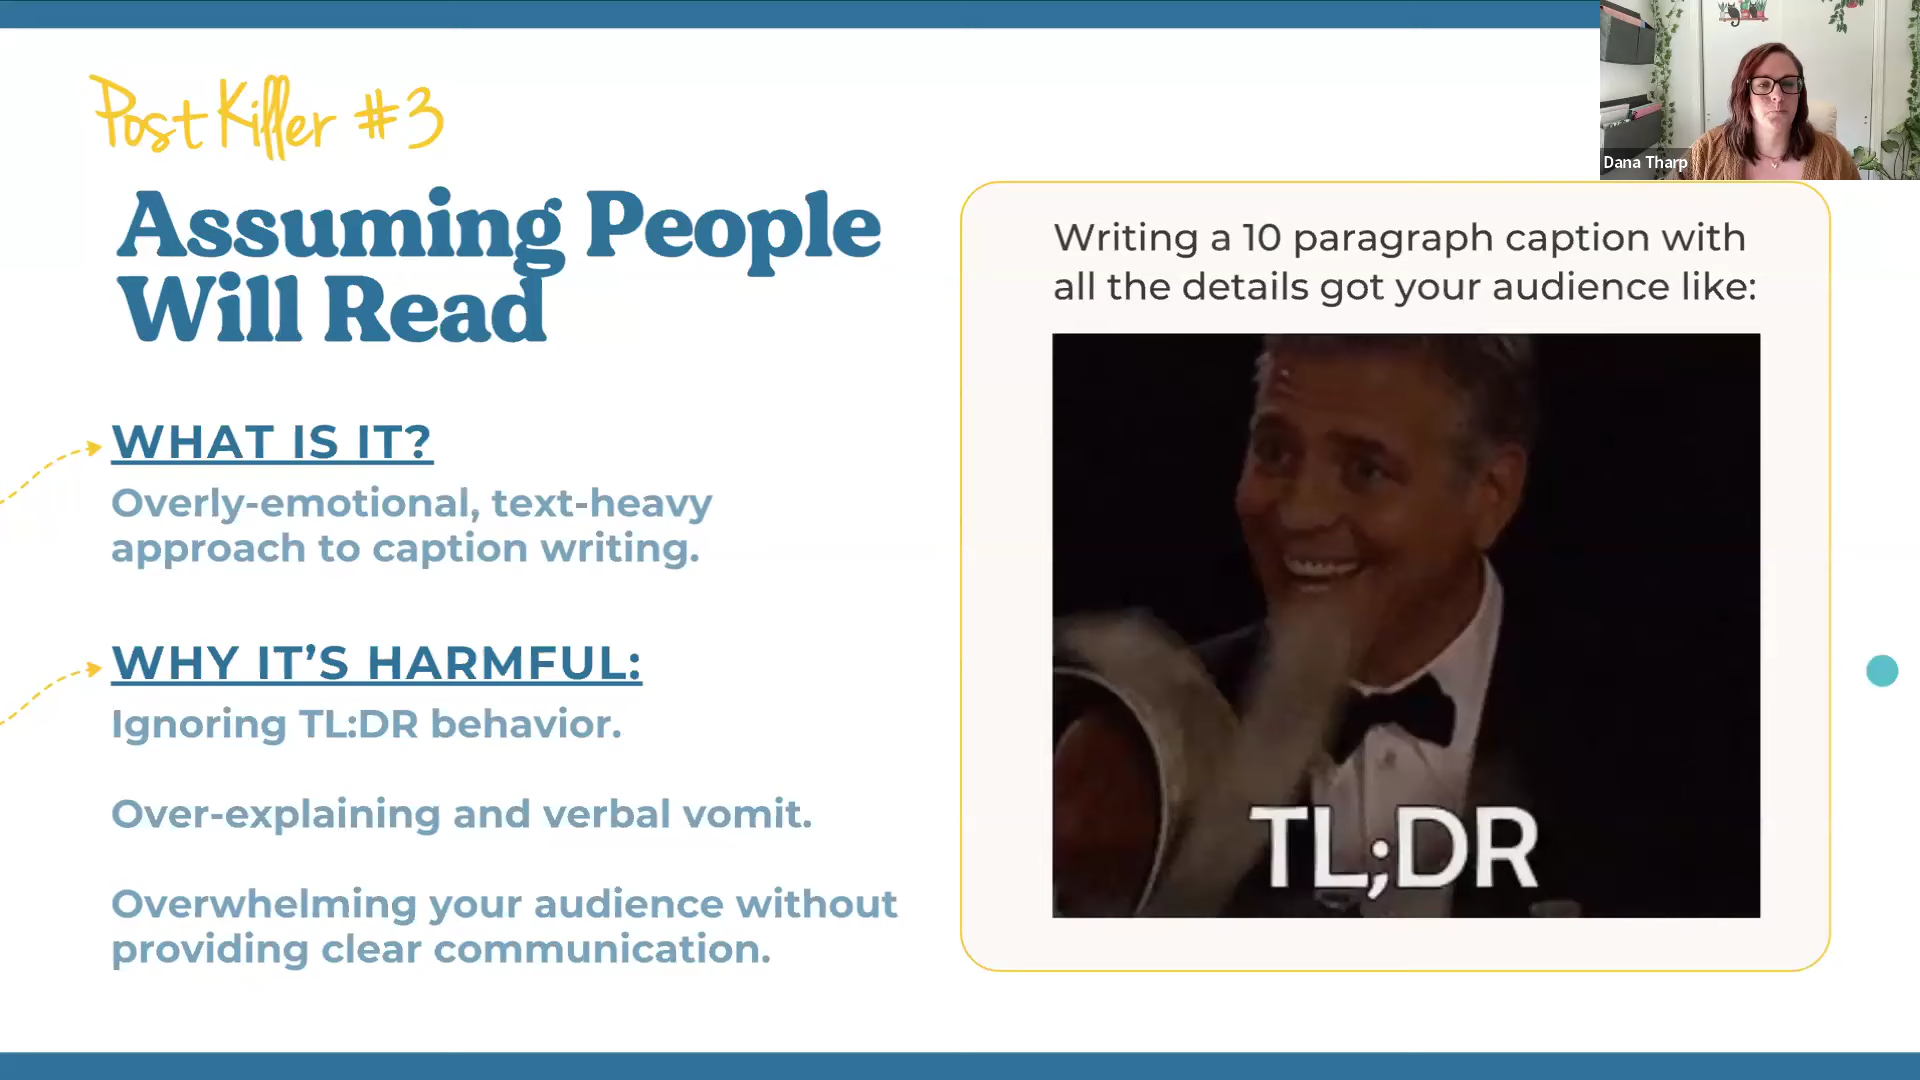 Post Killer #3
Assuming People
Will Read
WHAT IS IT?
Overly-emotional, text-heavy
approach to caption writing.
WHY IT’S HARMFUL:
Ignoring TL:DR behavior.
Over-explaining and verbal vomit.
Overwhelming your audience without
providing clear communication.
Writing a 10 paragraph caption with
all the details got your audience like:
TL;DR
Dana Tharp